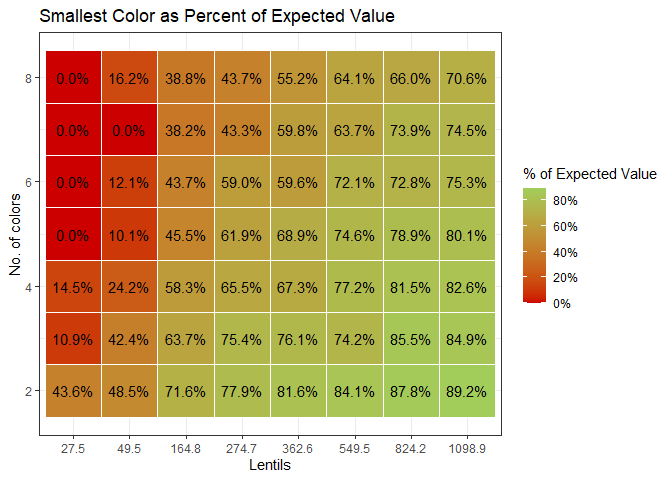 Smallest Color as Percent of Expected Value
No. of colors
8
0.0% 16.2% 38.8% 43.7% 55.2% 64.1% 66.0% 70.6%
0.0% 0.0% 38.2% 43.3% 59.8% 63.7% 73.9% 74.5%
6
0.0% 12.1% 43.7% 59.0% 59.6% 72.1% 72.8% 75.3%
0.0% 10.1% 45.5% 61.9% 68.9% 74.6% 78.9% 80.1%
4
14.5% 24.2% 58.3% 65.5% 67.3% 77.2% 81.5% 82.6%
10.9% 42.4% 63.7% 75.4% 76.1% 74.2% 85.5% 84.9%
2
43.6% 48.5% 71.6% 77.9% 81.6% 84.1% 87.8% 89.2%
27.5 49.5 164.8 274.7 362.6 549.5 824.2 1098.9
Lentils
% of Expected Value
80%
60%
40%
20%
0%